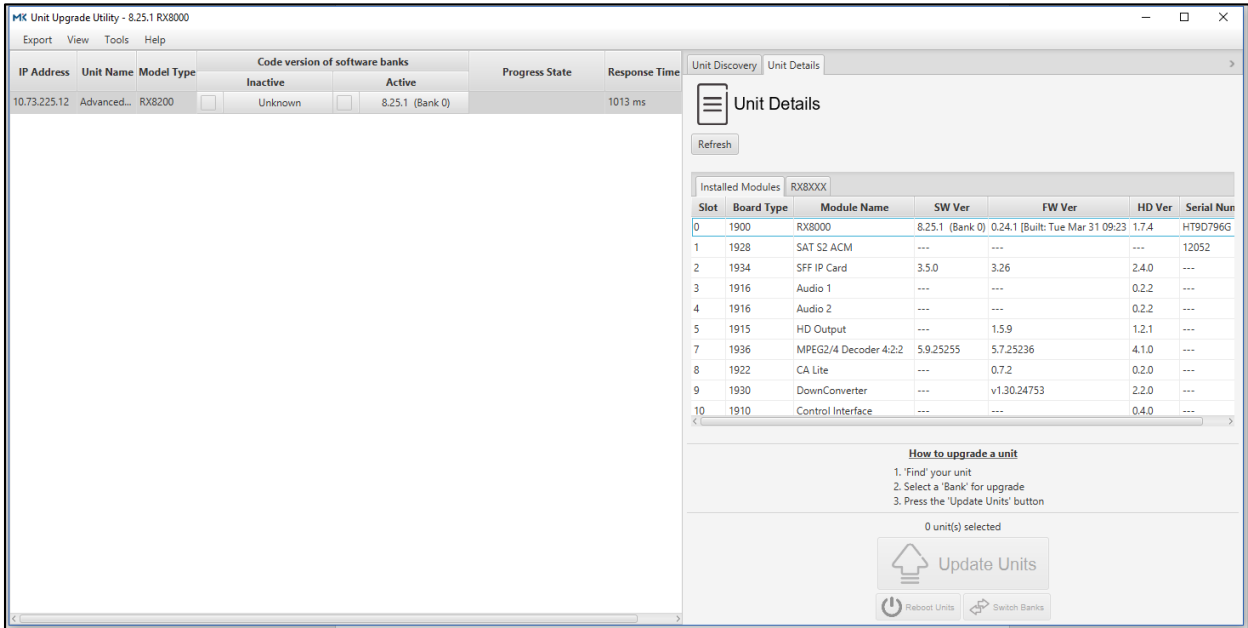 MK Unit Upgrade Utility - 8.25.1 RX8000
Export View Tools Help
IP Address Unit Name Model Type Code version of software banks Progress State Response Time
Inactive Active
10.73.225.12 Advanced... RX8200 Unknown 8.25.1 (Bank 0) 1013 ms
Unit Discovery Unit Details
Unit Details
Refresh
Installed Modules RX8XXX
Slot Board Type Module Name SW Ver FW Ver HD Ver Serial Num
0 1900 RX8000 8.25.1 (Bank 0) 0.24.1 [Built: Tue Mar 31 09:23 1.7.4 HT9D796G
1 1928 SAT S2 ACM --- --- --- 12052
2 1934 SFF IP Card 3.5.0 3.26 2.4.0 ---
3 1916 Audio 1 --- --- 0.2.2 ---
4 1916 Audio 2 --- --- 0.2.2 ---
5 1915 HD Output --- 1.5.9 1.2.1 ---
7 1936 MPEG2/4 Decoder 4:2:2 5.9.25255 5.7.25236 4.1.0 ---
8 1922 CA Lite --- 0.7.2 0.2.0 ---
9 1930 DownConverter --- v1.30.24753 2.2.0 ---
10 1910 Control Interface --- --- 0.4.0 ---
How to upgrade a unit
1. 'Find' your unit
2. Select a 'Bank' for upgrade
3. Press the 'Update Units' button
0 unit(s) selected
Update Units
Reboot Units Switch Banks